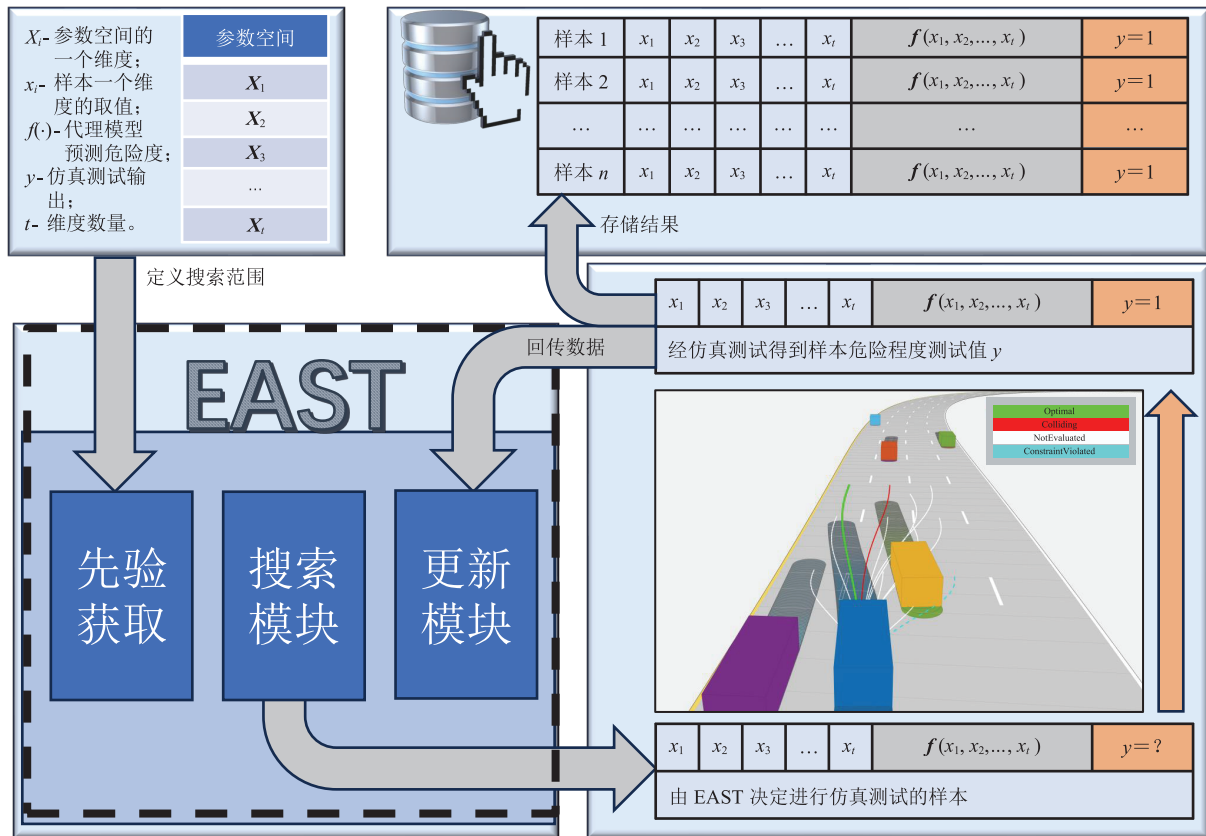 Xᵢ- 参数空间的
一个维度；
xᵢ- 样本一个维
度的取值；
f(·)- 代理模型
预测危险度；
y- 仿真测试输
出；
t- 维度数量。
参数空间
X₁
X₂
X₃
…
Xₜ
样本 1 x₁ x₂ x₃ … xₜ f(x₁, x₂,..., xₜ) y＝1
样本 2 x₁ x₂ x₃ … xₜ f(x₁, x₂,..., xₜ) y＝1
… … … … … … … …
样本 n x₁ x₂ x₃ … xₜ f(x₁, x₂,..., xₜ) y＝1
存储结果
定义搜索范围
x₁ x₂ x₃ … xₜ f(x₁, x₂,..., xₜ) y＝1
经仿真测试得到样本危险程度测试值 y
回传数据
EAST
先验
获取
搜索
模块
更新
模块
Optimal
Colliding
NotEvaluated
ConstraintViolated
x₁ x₂ x₃ … xₜ f(x₁, x₂,..., xₜ) y＝?
由 EAST 决定进行仿真测试的样本